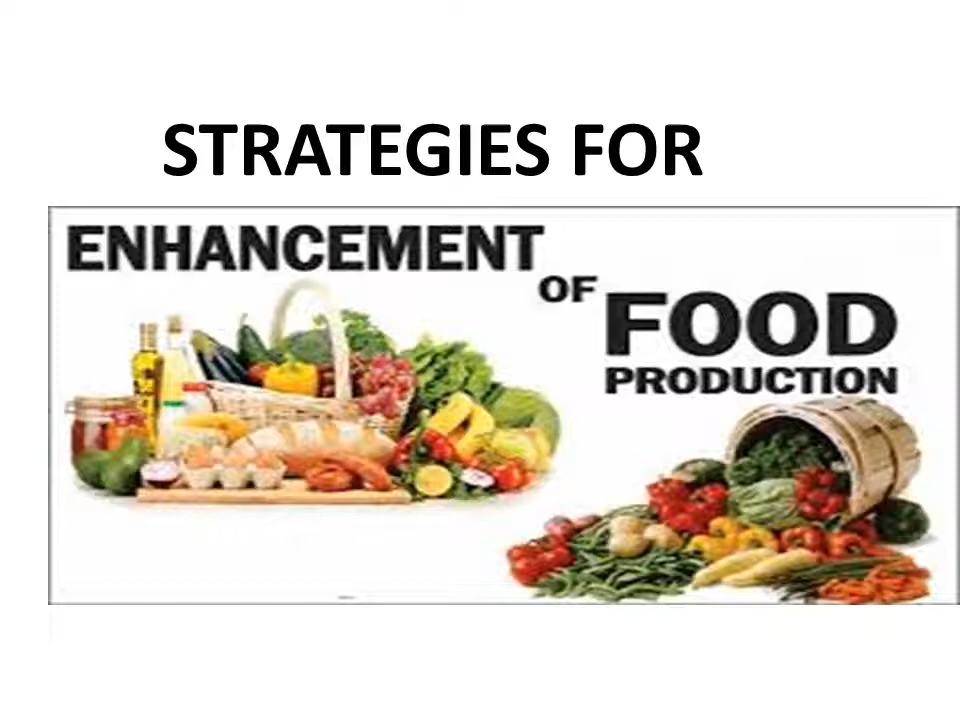 STRATEGIES FOR
ENHANCEMENT
OF
FOOD
PRODUCTION